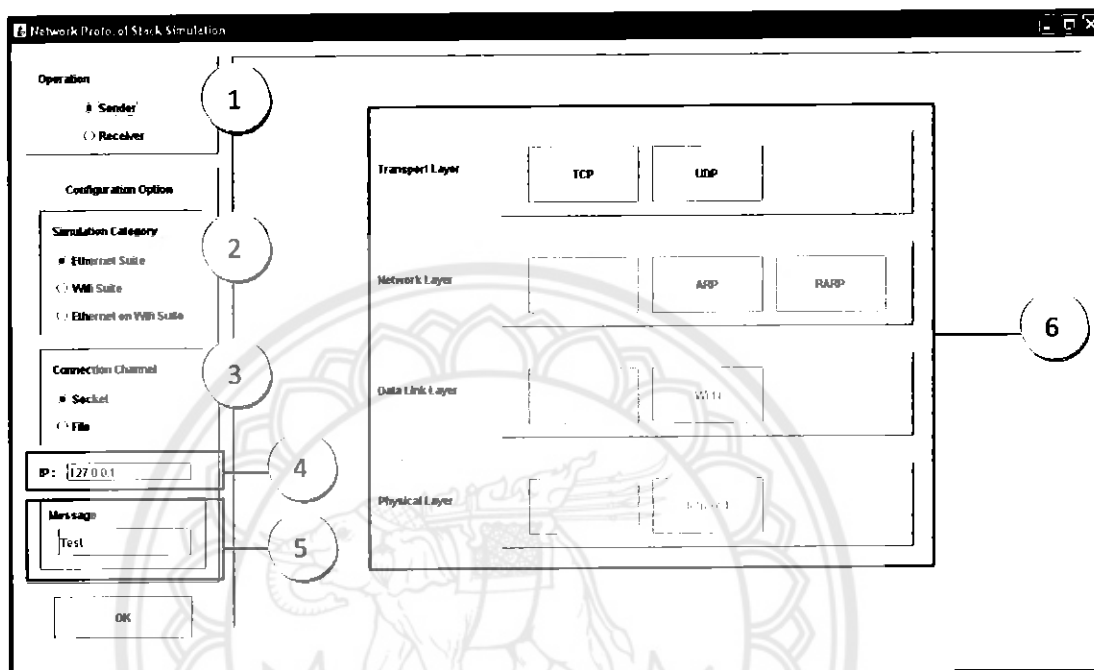 Network Protocol Stack Simulation
Operation
Sender
Receiver
1
Configuration Option
Simulation Category
Ethernet Suite
Wifi Suite
Ethernet on Wifi Suite
2
Connection Channel
Socket
File
3
IP : 127.0.0.1
4
Message
Test
5
OK
Transport Layer
TCP
UDP
Network Layer
ARP
RARP
Data Link Layer
Physical Layer
6